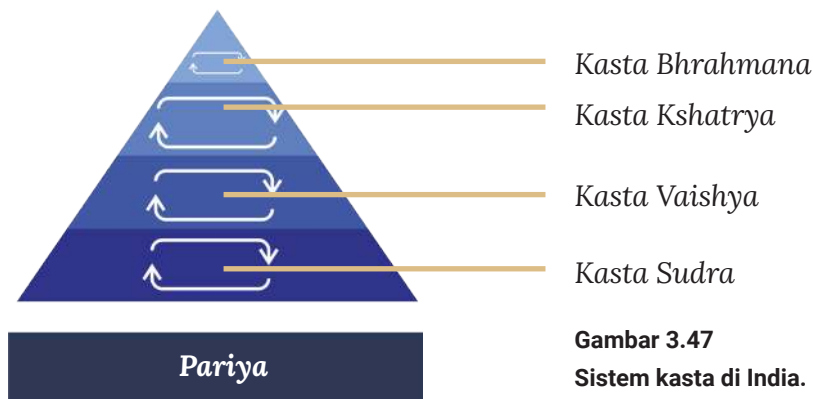 Kasta Bhrahmana
Kasta Kshatrya
Kasta Vaishya
Kasta Sudra
Pariya
Gambar 3.47
Sistem kasta di India.